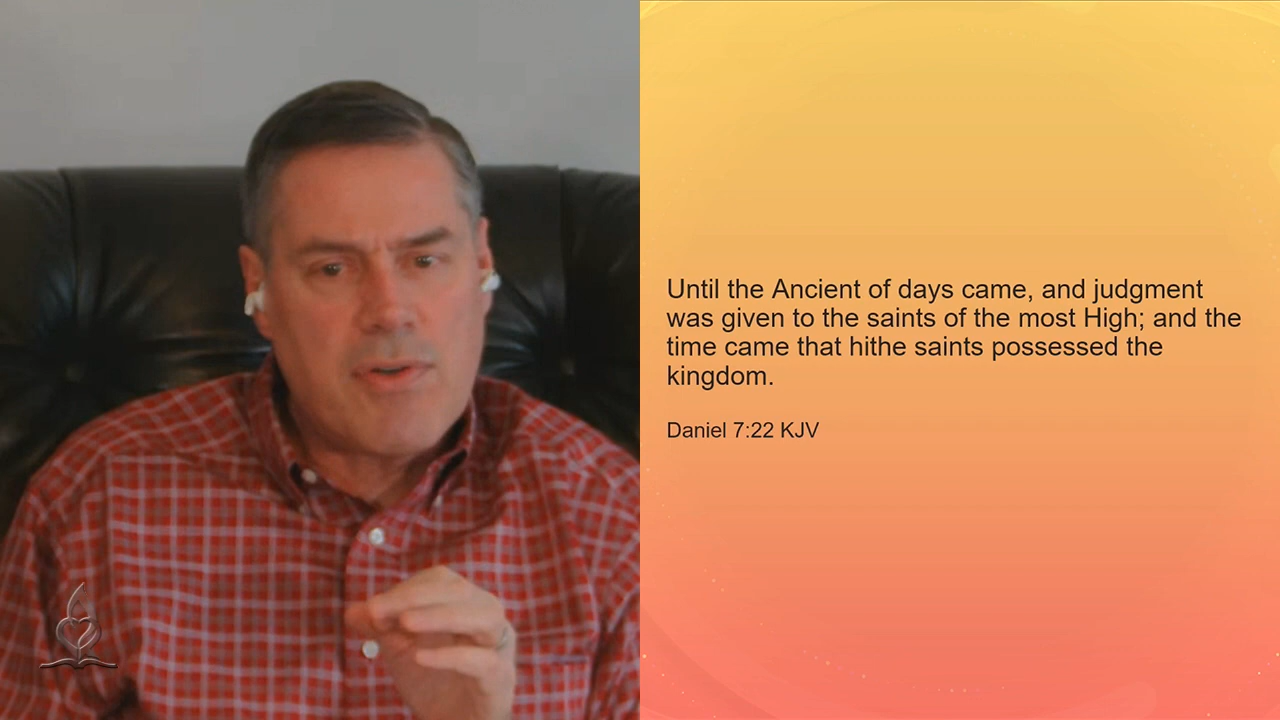 Until the Ancient of days came, and judgment
was given to the saints of the most High; and the
time came that hithe saints possessed the
kingdom.
Daniel 7:22 KJV